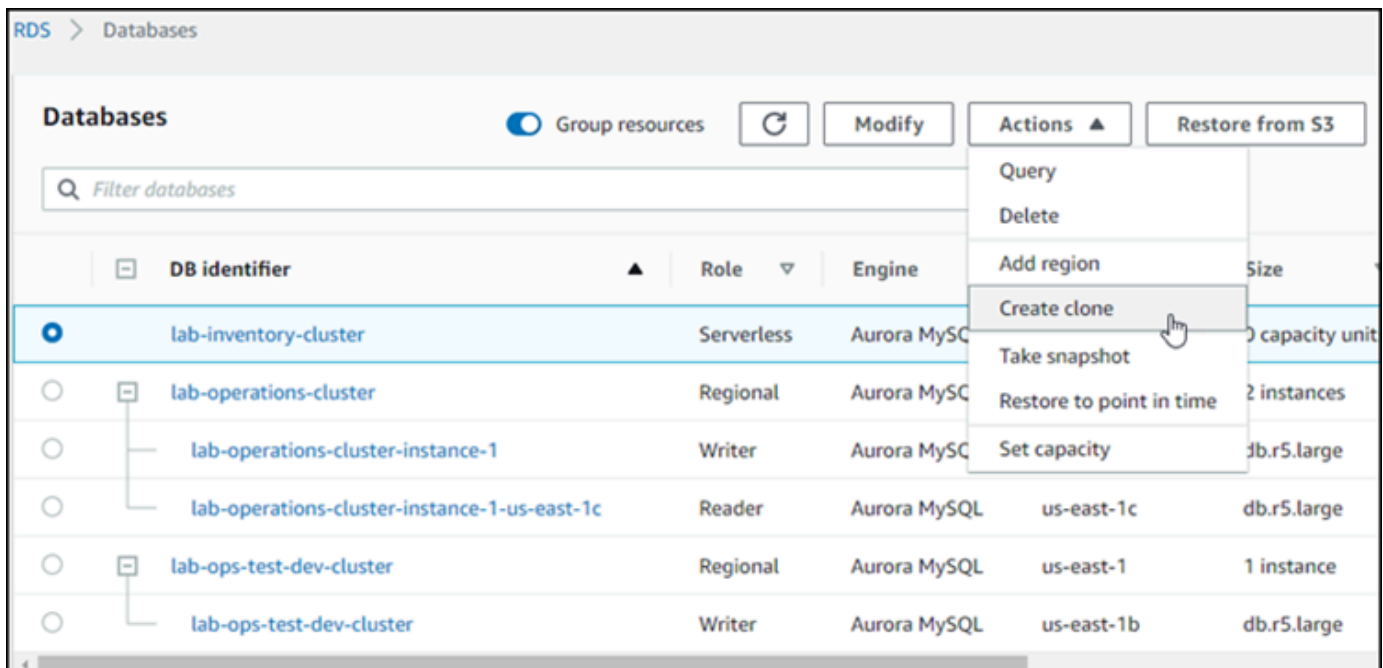 RDS > Databases
Databases Group resources Modify Actions ▲ Restore from S3
Filter databases
Query
Delete
Add region
Create clone
Take snapshot
Restore to point in time
Set capacity
DB identifier ▲ Role ▽ Engine Size
lab-inventory-cluster Serverless Aurora capacity
lab-operations-cluster Regional Aurora 2 instances
lab-operations-cluster-instance-1 Writer Aurora db.r5.large
lab-operations-cluster-instance-1-us-east-1c Reader Aurora MySQL us-east-1c db.r5.large
lab-ops-test-dev-cluster Regional Aurora MySQL us-east-1 1 instance
lab-ops-test-dev-cluster Writer Aurora MySQL us-east-1b db.r5.large